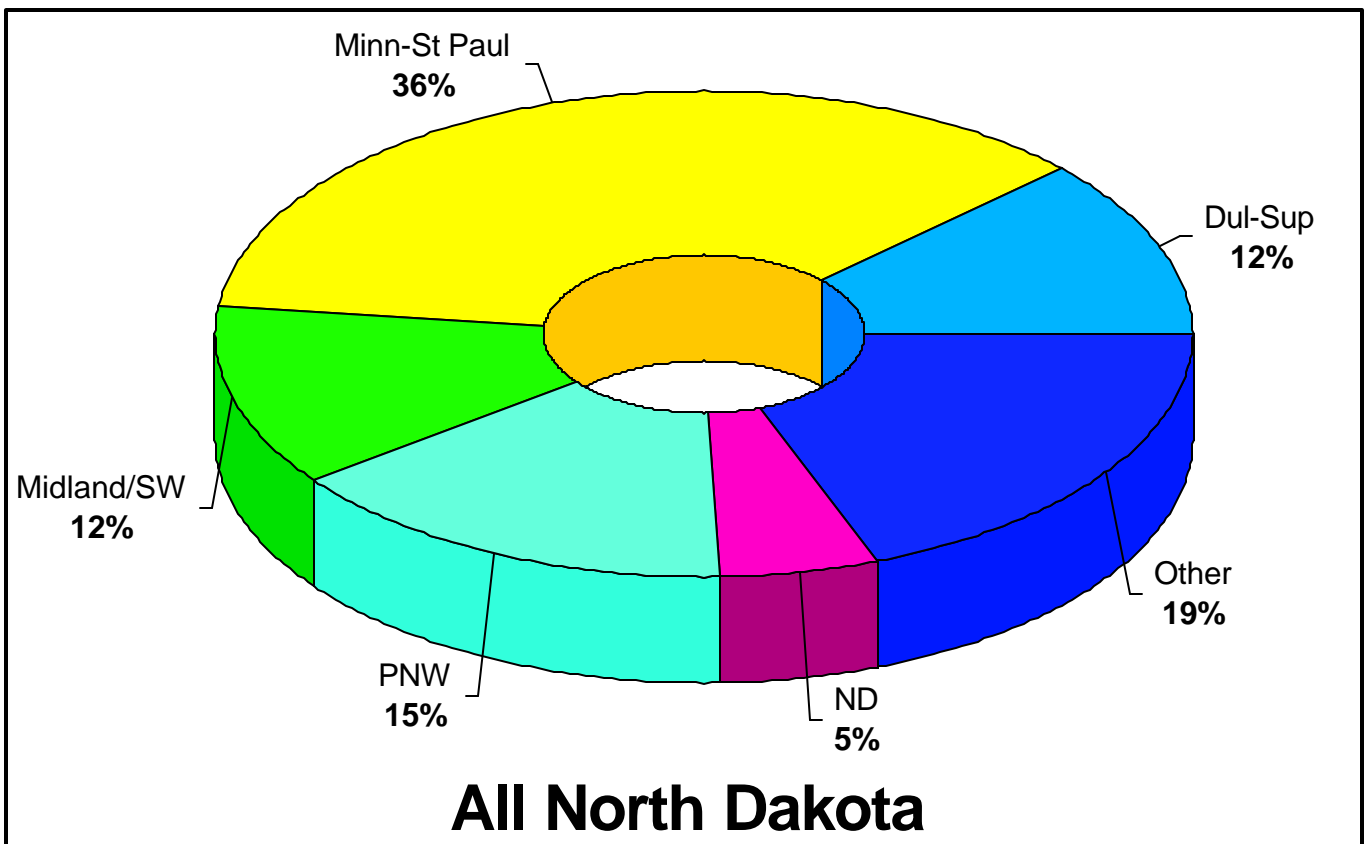 Minn-St Paul
36%
Dul-Sup
12%
Midland/SW
12%
Other
19%
PNW
15%
ND
5%
All North Dakota